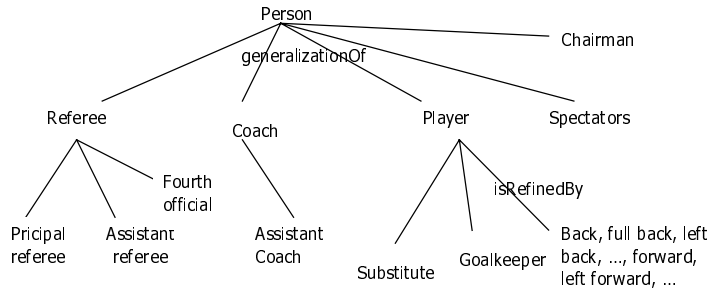 Person
generalizationOf
Chairman
Referee
Coach
Player
Spectators
Fourth
official
isRefinedBy
Pricipal
referee
Assistant
referee
Assistant
Coach
Substitute
Goalkeeper
Back, full back, left
back, ..., forward,
left forward, ...